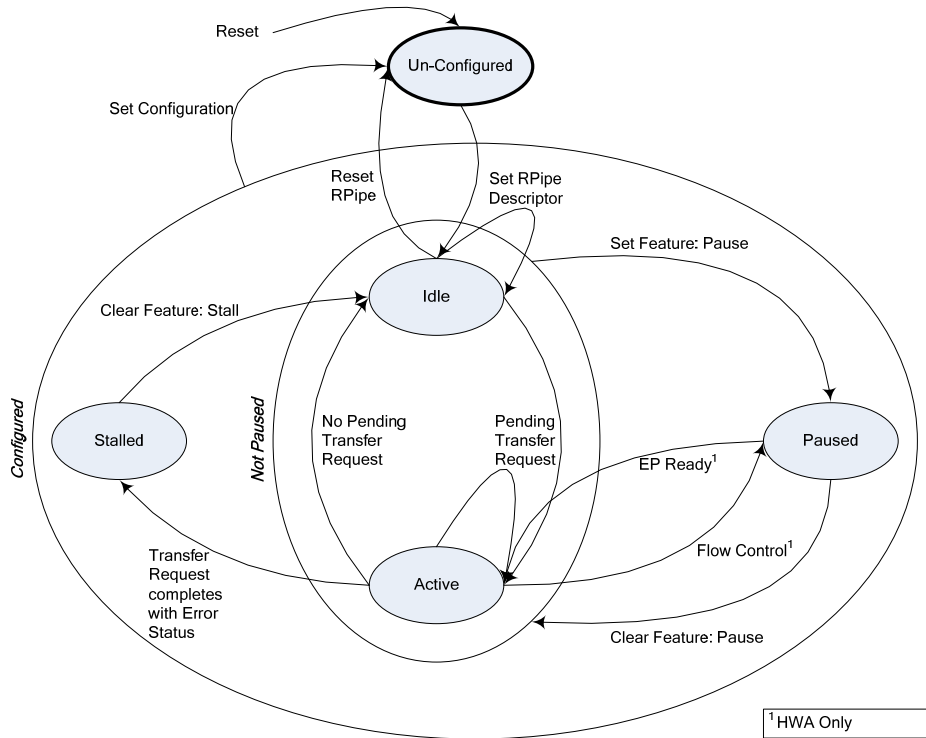 Reset
Un-Configured
Set Configuration
Reset
RPipe
Set RPipe
Descriptor
Set Feature: Pause
Idle
Clear Feature: Stall
Configured
Not Paused
Stalled
No Pending
Transfer
Request
Pending
Transfer
Request
Paused
EP Ready¹
Flow Control¹
Transfer
Request
completes
with Error
Status
Active
Clear Feature: Pause
¹HWA Only